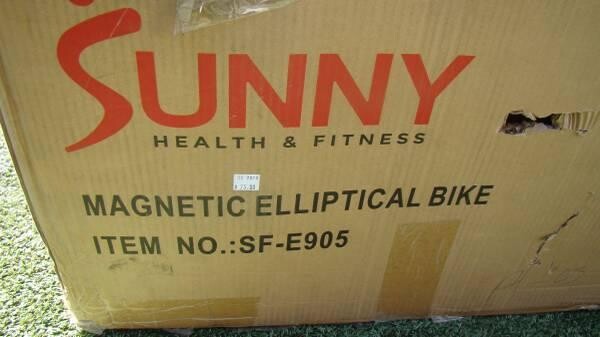 SUNNY
HEALTH & FITNESS
MAGNETIC ELLIPTICAL BIKE
ITEM NO.:SF-E905